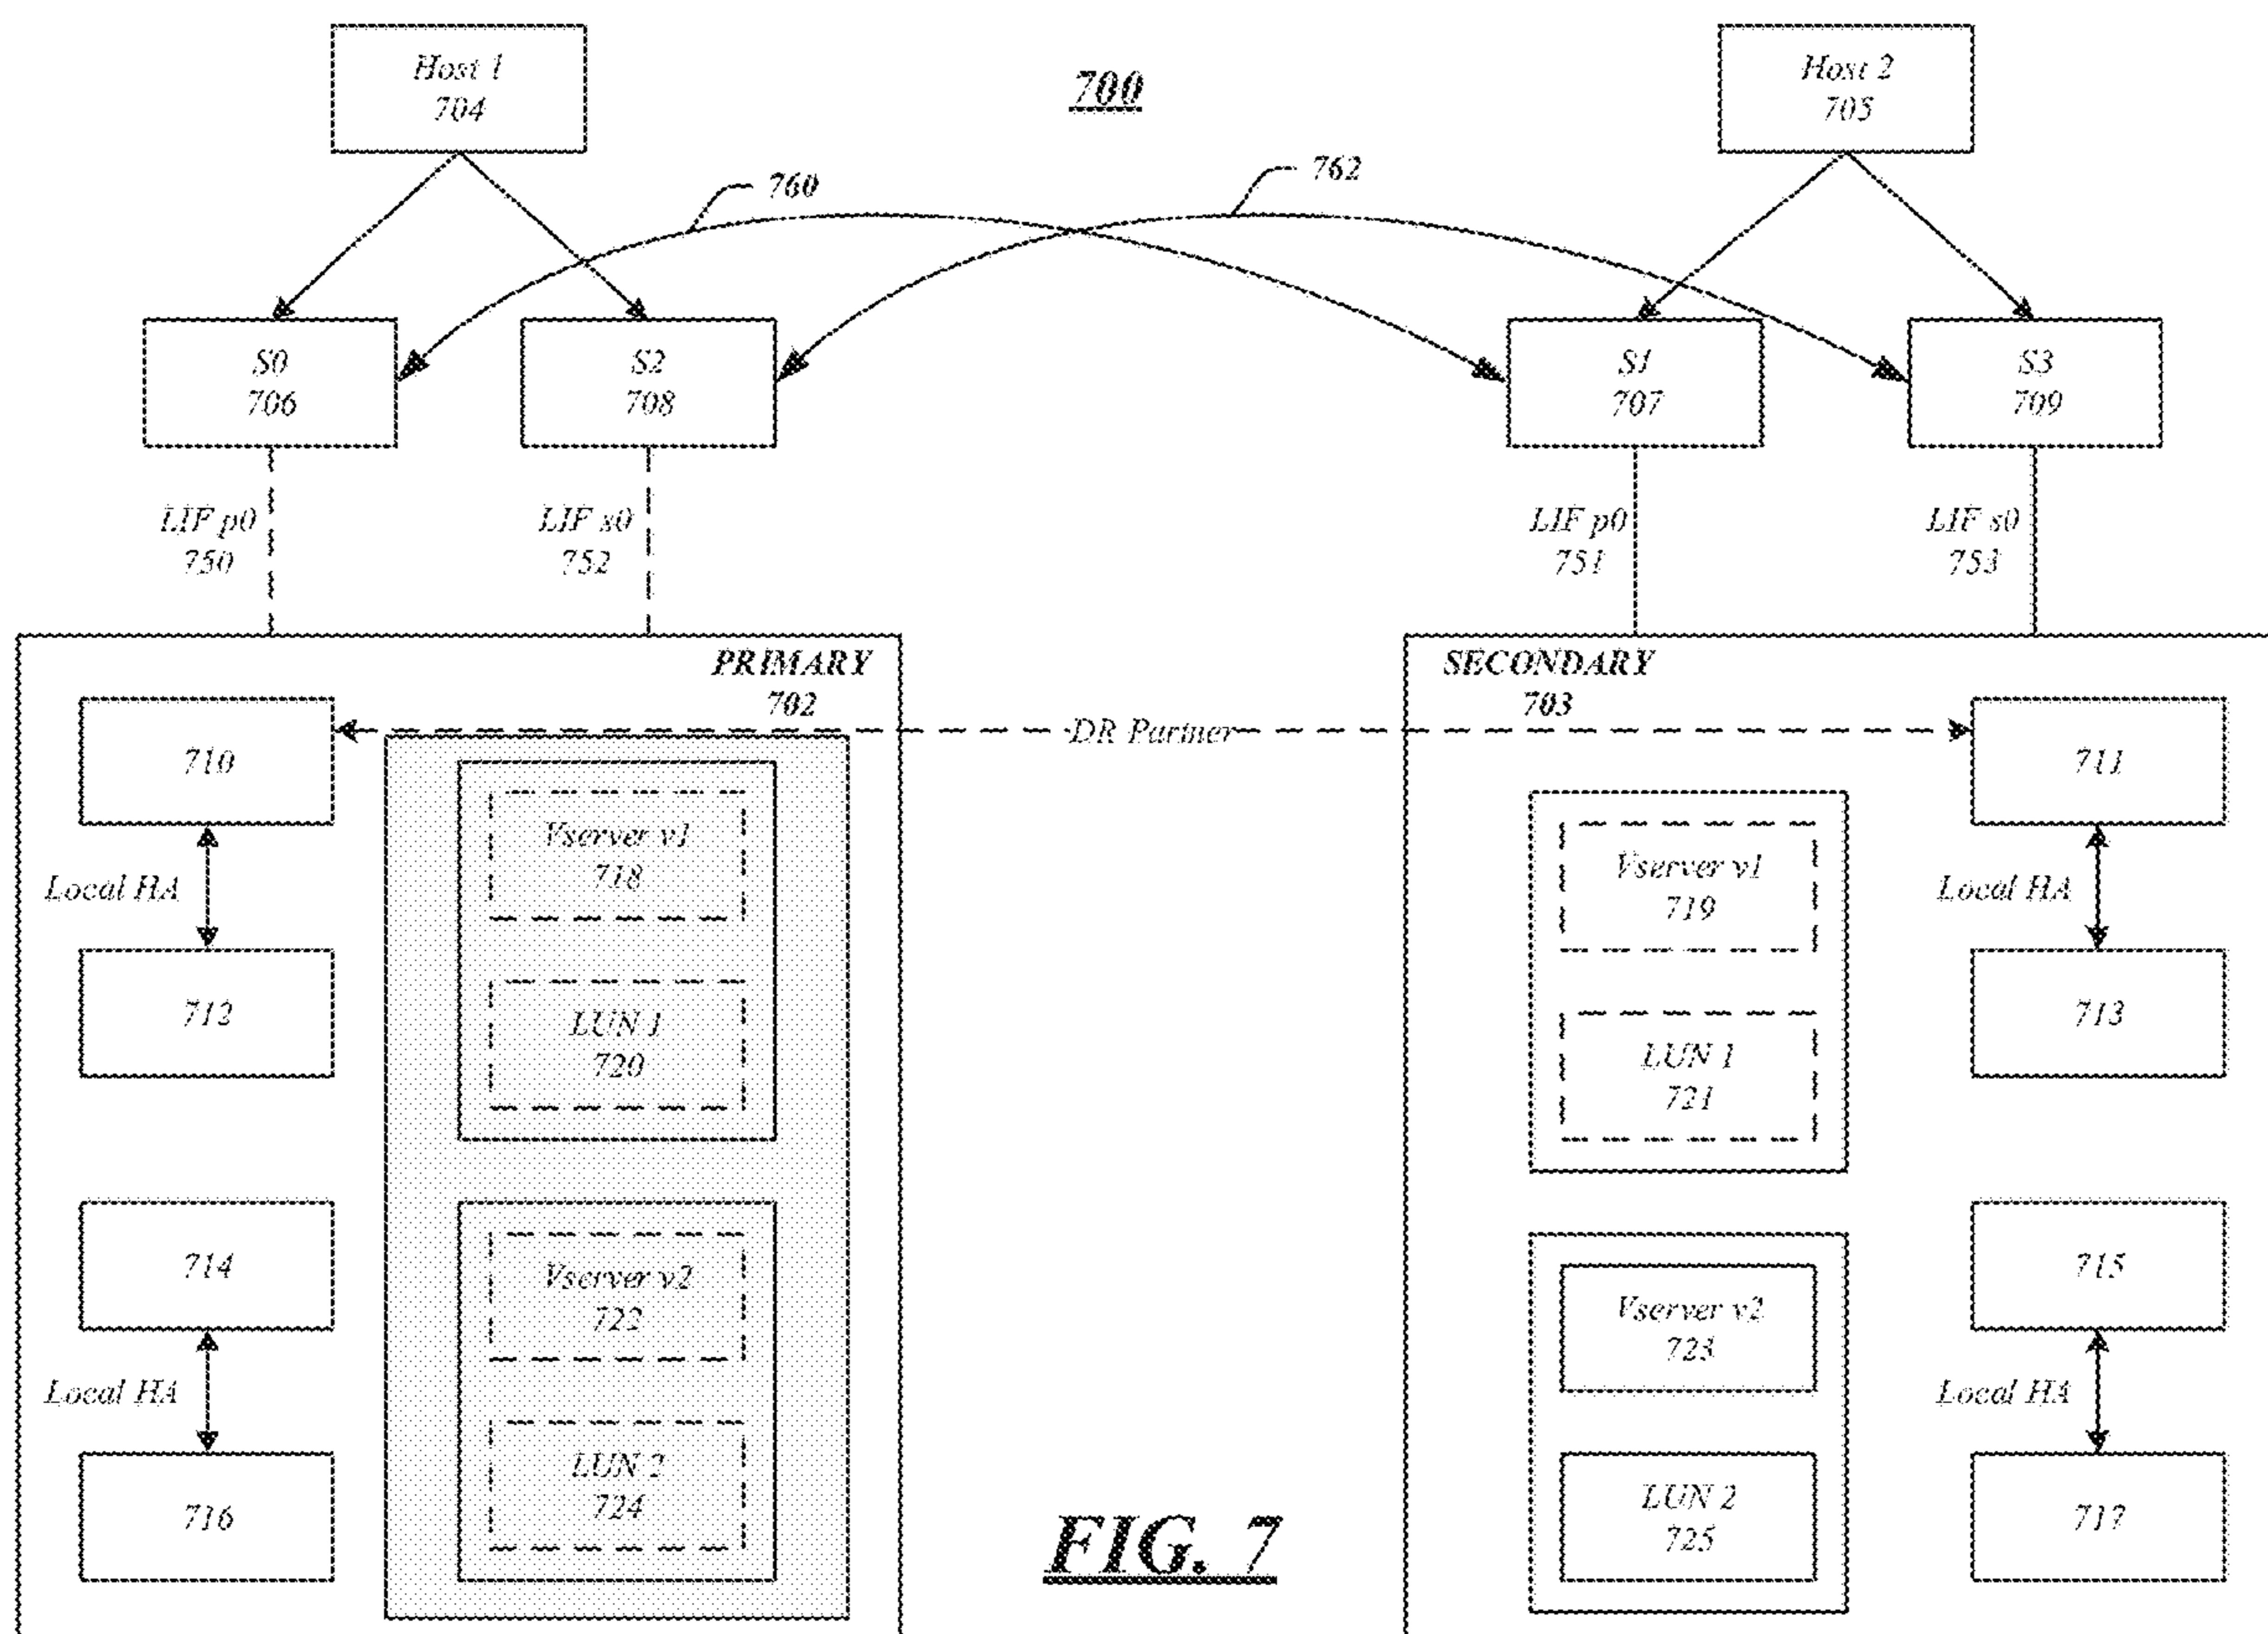 Host 1
704
700
Host 2
705
760
762
S0
706
S2
708
S1
707
S3
709
LIF p0
750
LIF s0
752
LIF p0
751
LIF s0
753
PRIMARY
702
SECONDARY
703
DR Partner
710
711
Vserver v1
718
Vserver v1
719
Local HA
Local HA
712
713
LUN 1
720
LUN 1
721
714
715
Vserver v2
722
Vserver v2
723
Local HA
Local HA
LUN 2
724
LUN 2
725
716
717
FIG. 7